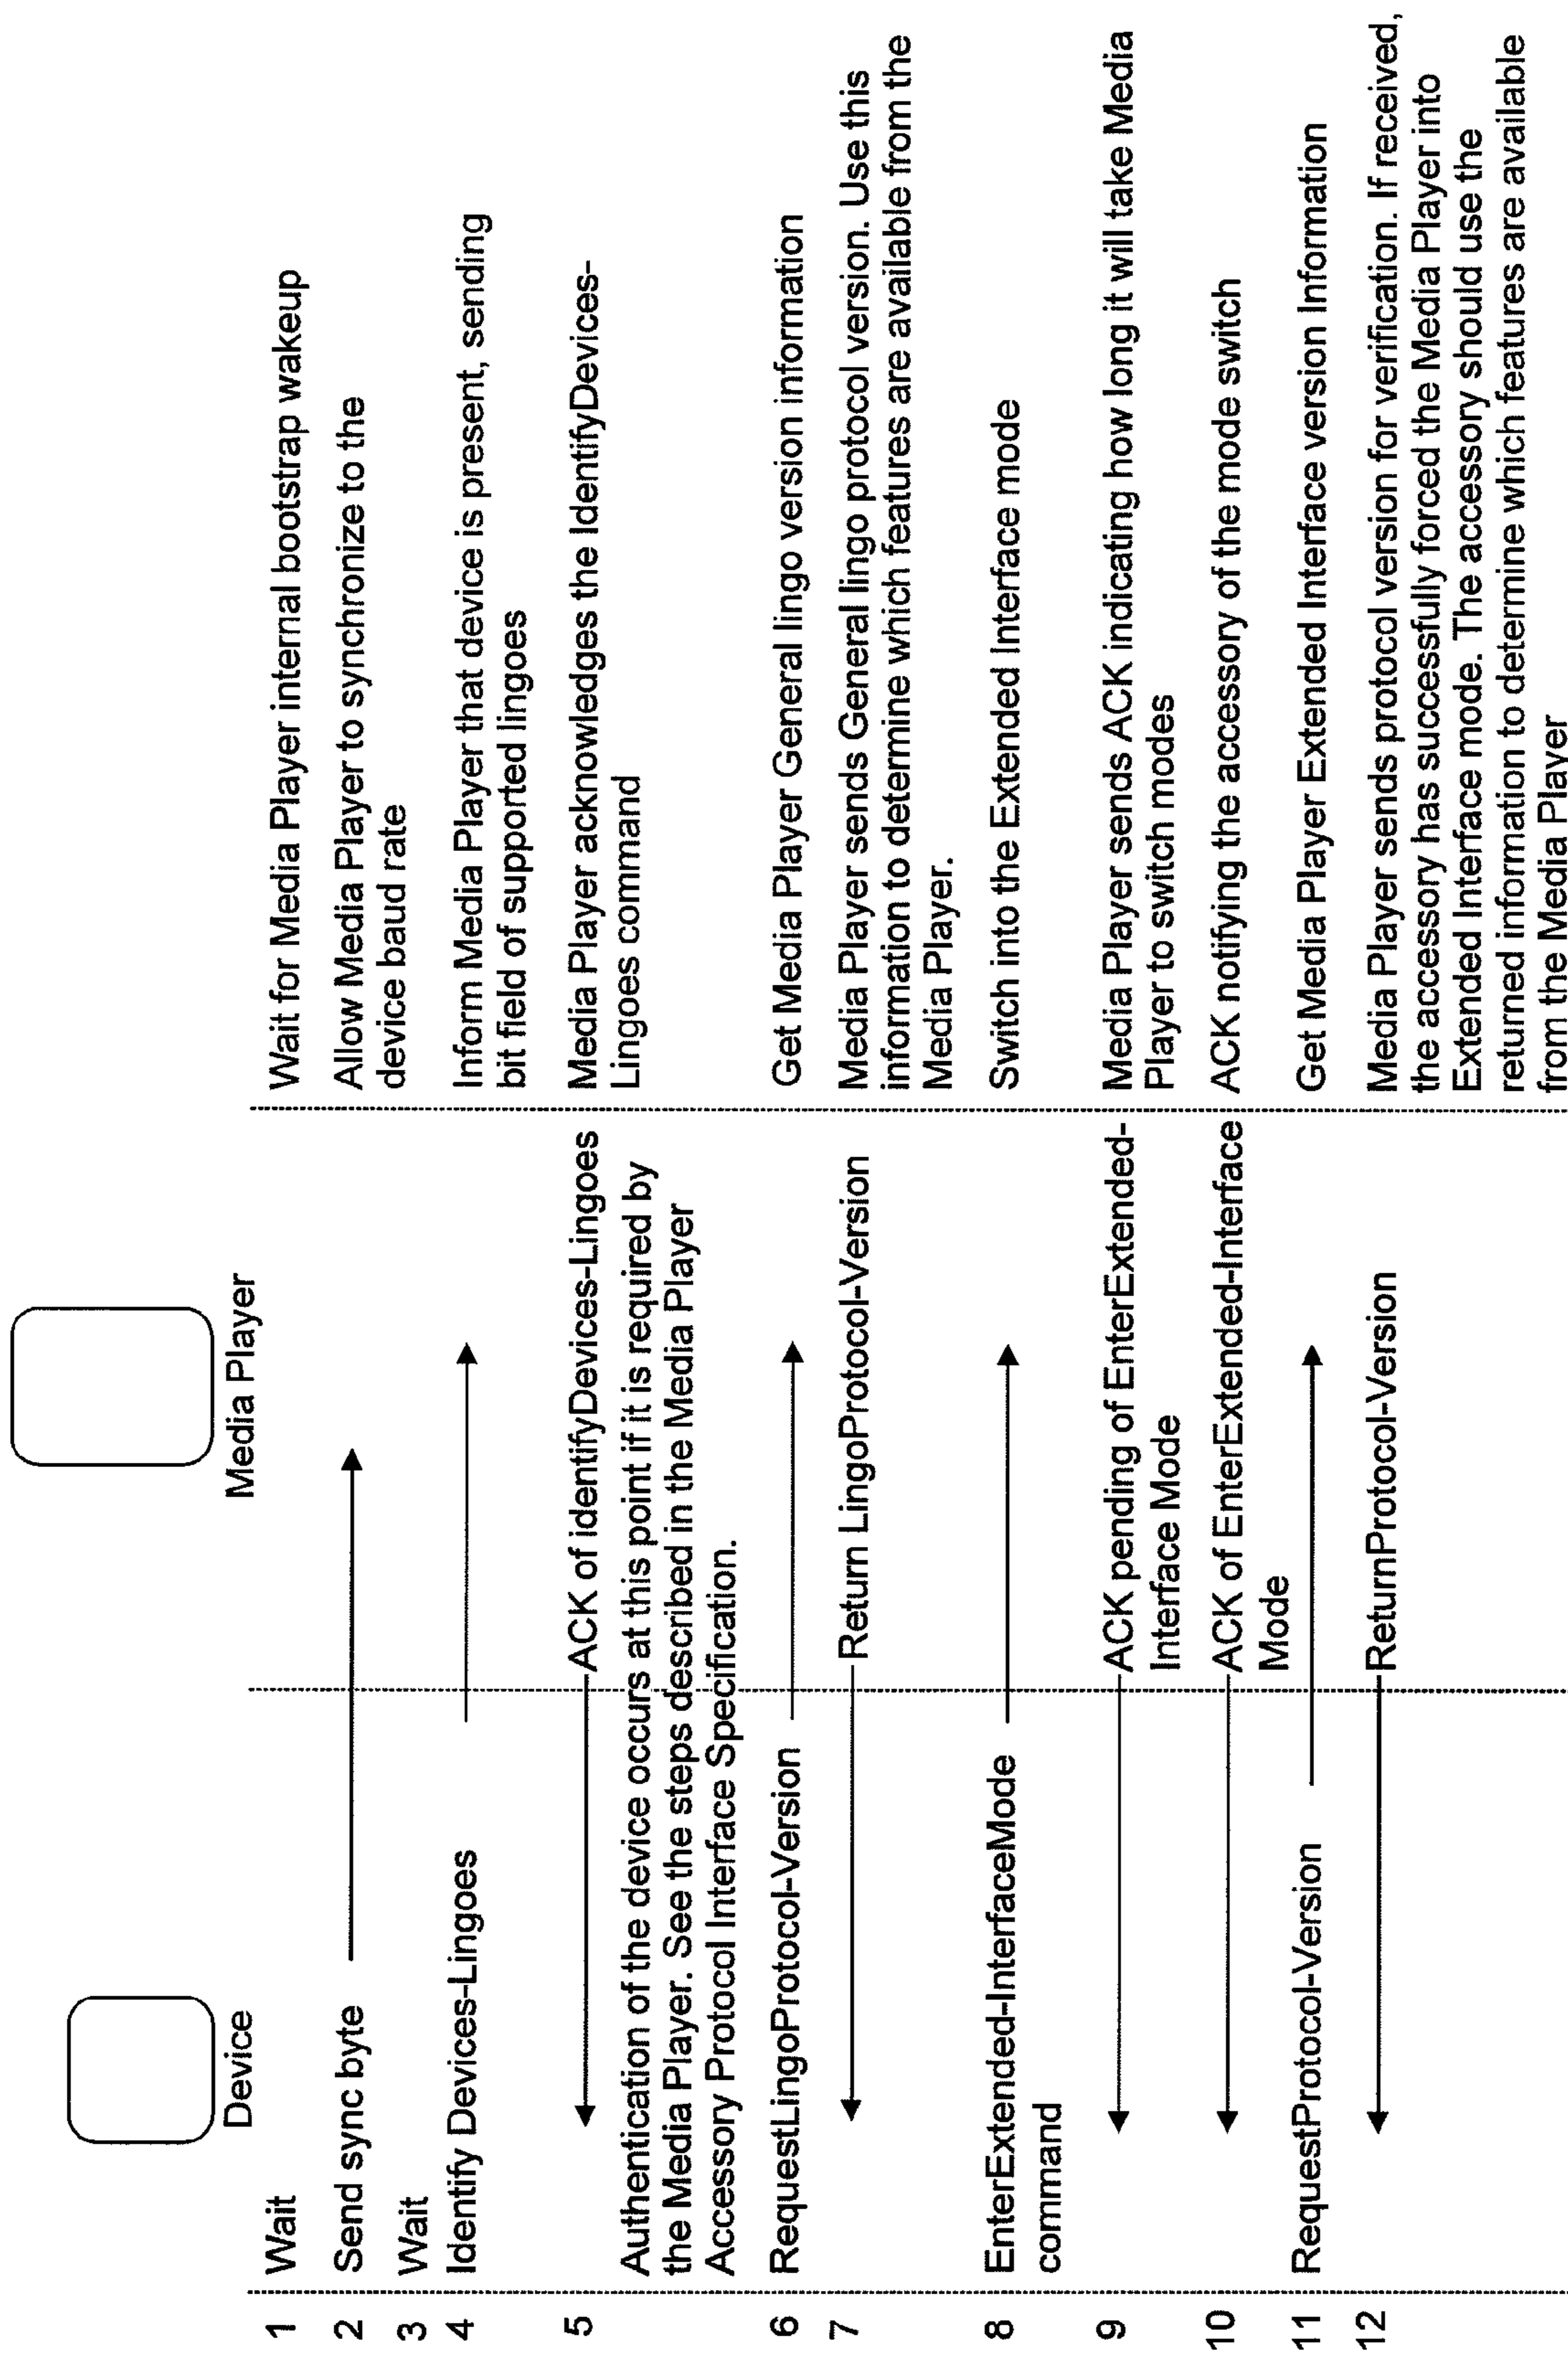 Device
Media Player
1 Wait
Wait for Media Player internal bootstrap wakeup
2 Send sync byte
Allow Media Player to synchronize to the
device baud rate
3 Wait
4 Identify Devices-Lingoes
Inform Media Player that device is present, sending
bit field of supported lingoes
5
ACK of identifyDevices-Lingoes
Media Player acknowledges the IdentifyDevices-
Lingoes command
Authentication of the device occurs at this point if it is required by
the Media Player. See the steps described in the Media Player
Accessory Protocol Interface Specification.
6 RequestLingoProtocol-Version
Get Media Player General lingo version information
7
Return LingoProtocol-Version
Media Player sends General lingo protocol version. Use this
information to determine which features are available from the
Media Player.
8 EnterExtended-InterfaceMode
command
Switch into the Extended Interface mode
9
ACK pending of EnterExtended-
Interface Mode
Media Player sends ACK indicating how long it will take Media
Player to switch modes
10
ACK of EnterExtended-Interface
Mode
ACK notifying the accessory of the mode switch
11 RequestProtocol-Version
Get Media Player Extended Interface version Information
12
ReturnProtocol-Version
Media Player sends protocol version for verification. If received,
the accessory has successfully forced the Media Player into
Extended Interface mode. The accessory should use the
returned information to determine which features are available
from the Media Player